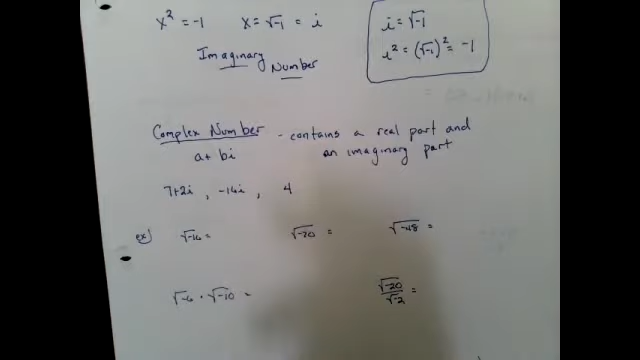 x² = -1 x = √-1 = i
Imaginary Number
i = √-1
i² = (√-1)² = -1
Complex Number - contains a real part and
a + bi an imaginary part
7+2i , -14i , 4
ex) √-16 = √-20 = √-48 =
√-6 · √-10 = √-20/√-2 =